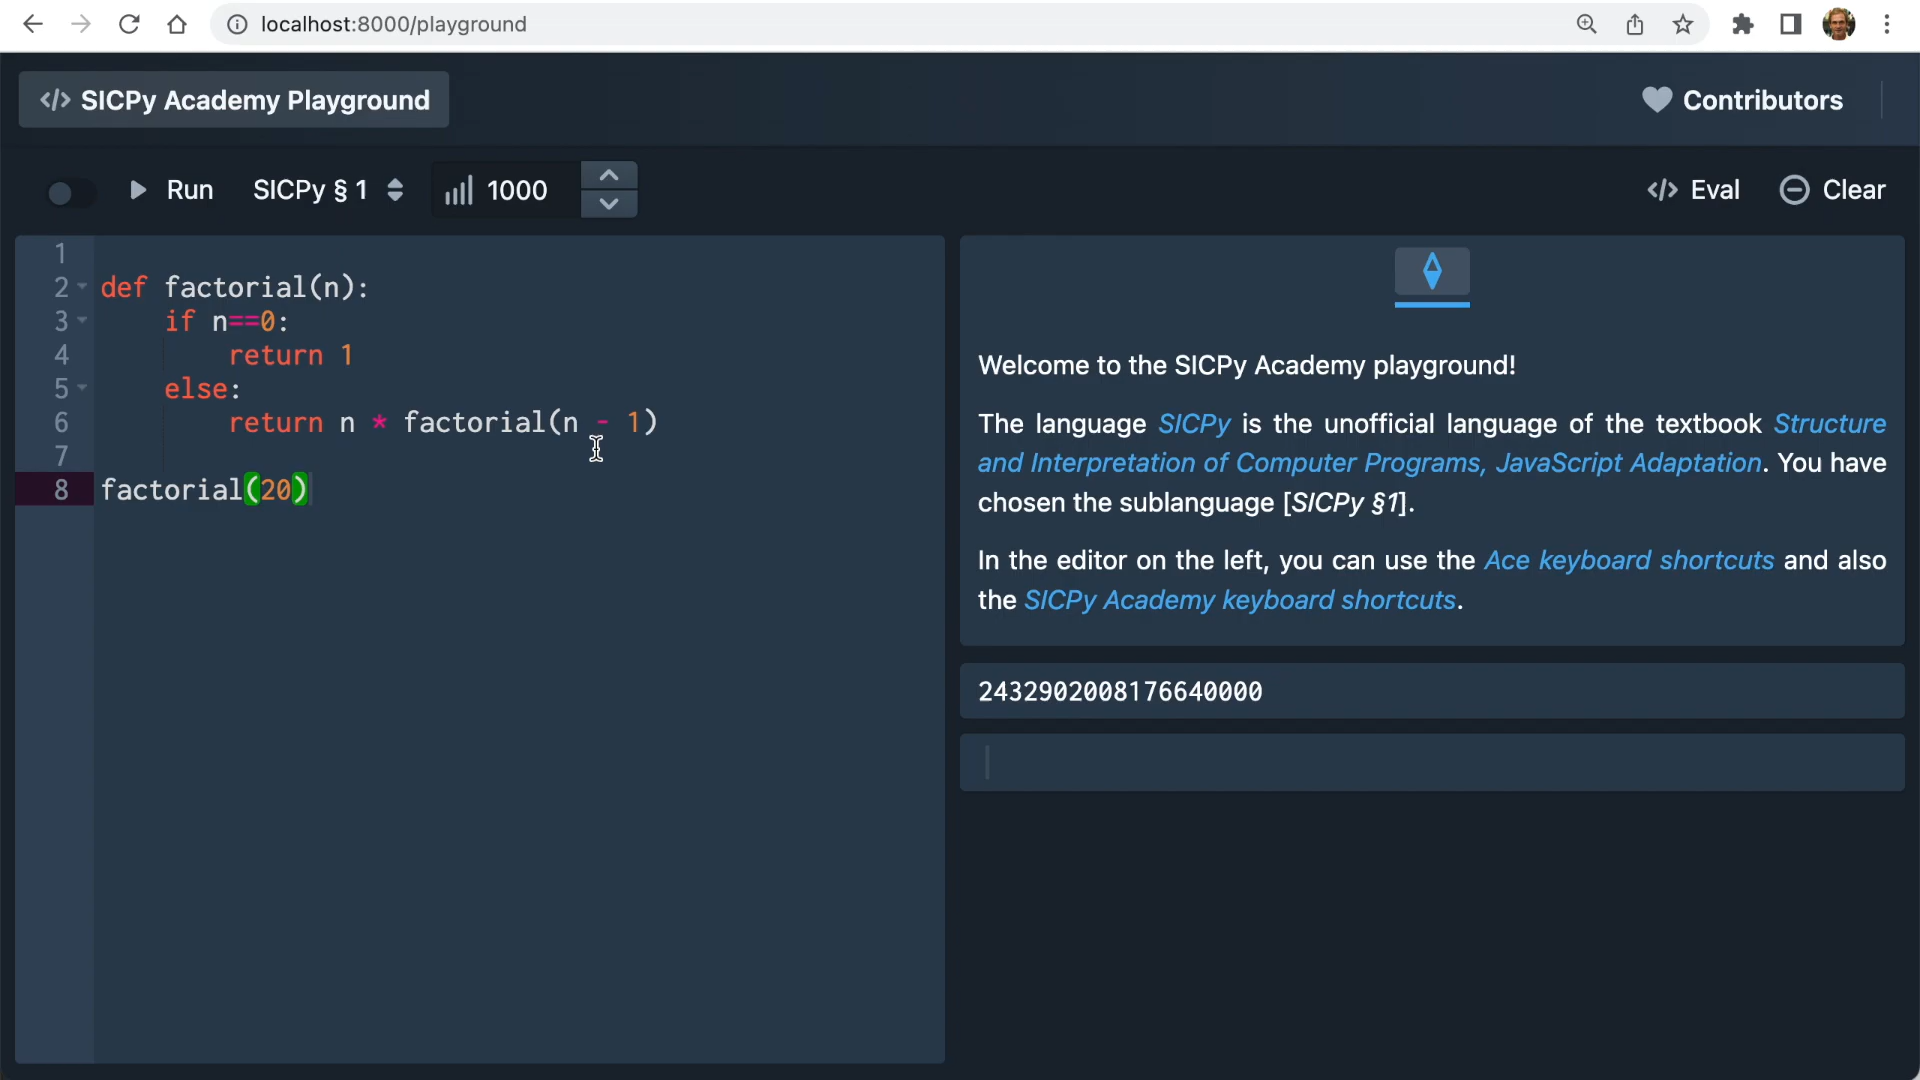 localhost:8000/playground
</> SICPy Academy Playground
Contributors
Run SICPy § 1 1000
</> Eval Clear
1
2 def factorial(n):
3     if n==0:
4         return 1
5     else:
6         return n * factorial(n - 1)
7
8 factorial(20)
Welcome to the SICPy Academy playground!
The language SICPy is the unofficial language of the textbook Structure
and Interpretation of Computer Programs, JavaScript Adaptation. You have
chosen the sublanguage [SICPy §1].
In the editor on the left, you can use the Ace keyboard shortcuts and also
the SICPy Academy keyboard shortcuts.
2432902008176640000